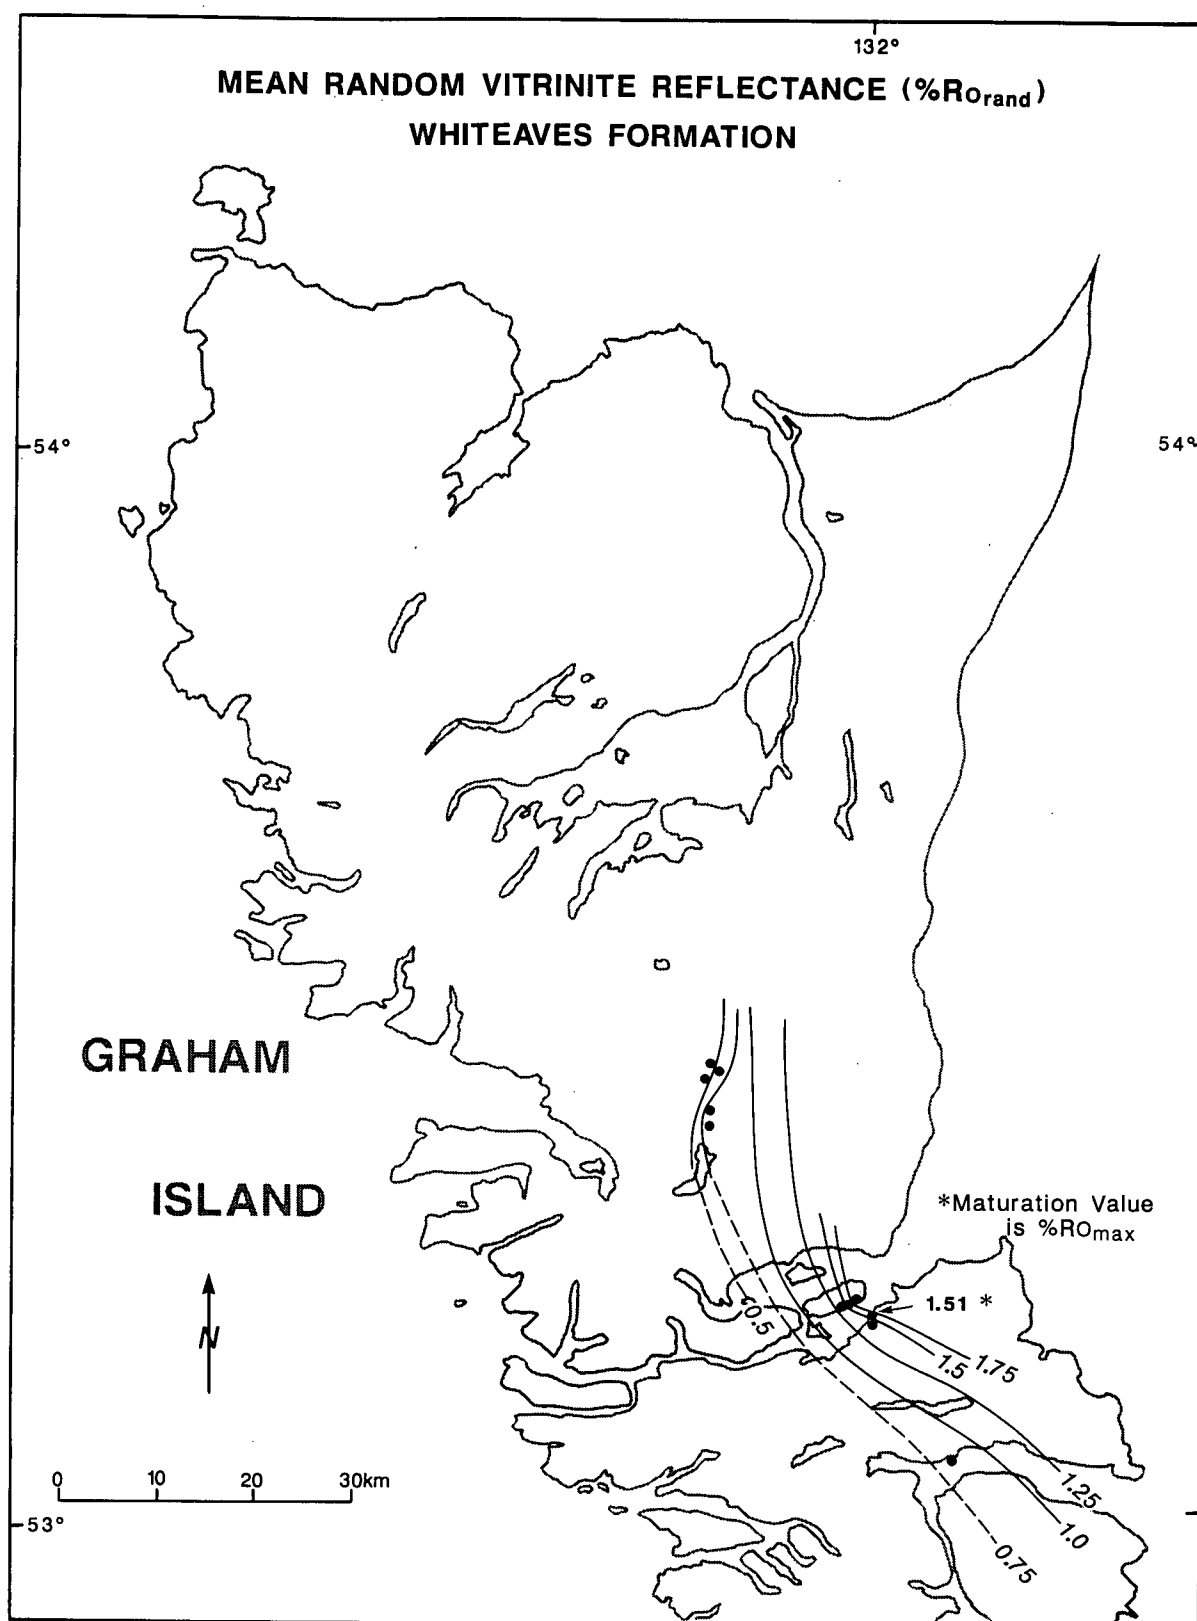 132°
MEAN RANDOM VITRINITE REFLECTANCE (%Rorand)
WHITEAVES FORMATION
54°
54°
GRAHAM
ISLAND
*Maturation Value
is %ROmax
N
0.5
1.51 *
1.75
1.5
1.25
1.0
0.75
0 10 20 30km
53°